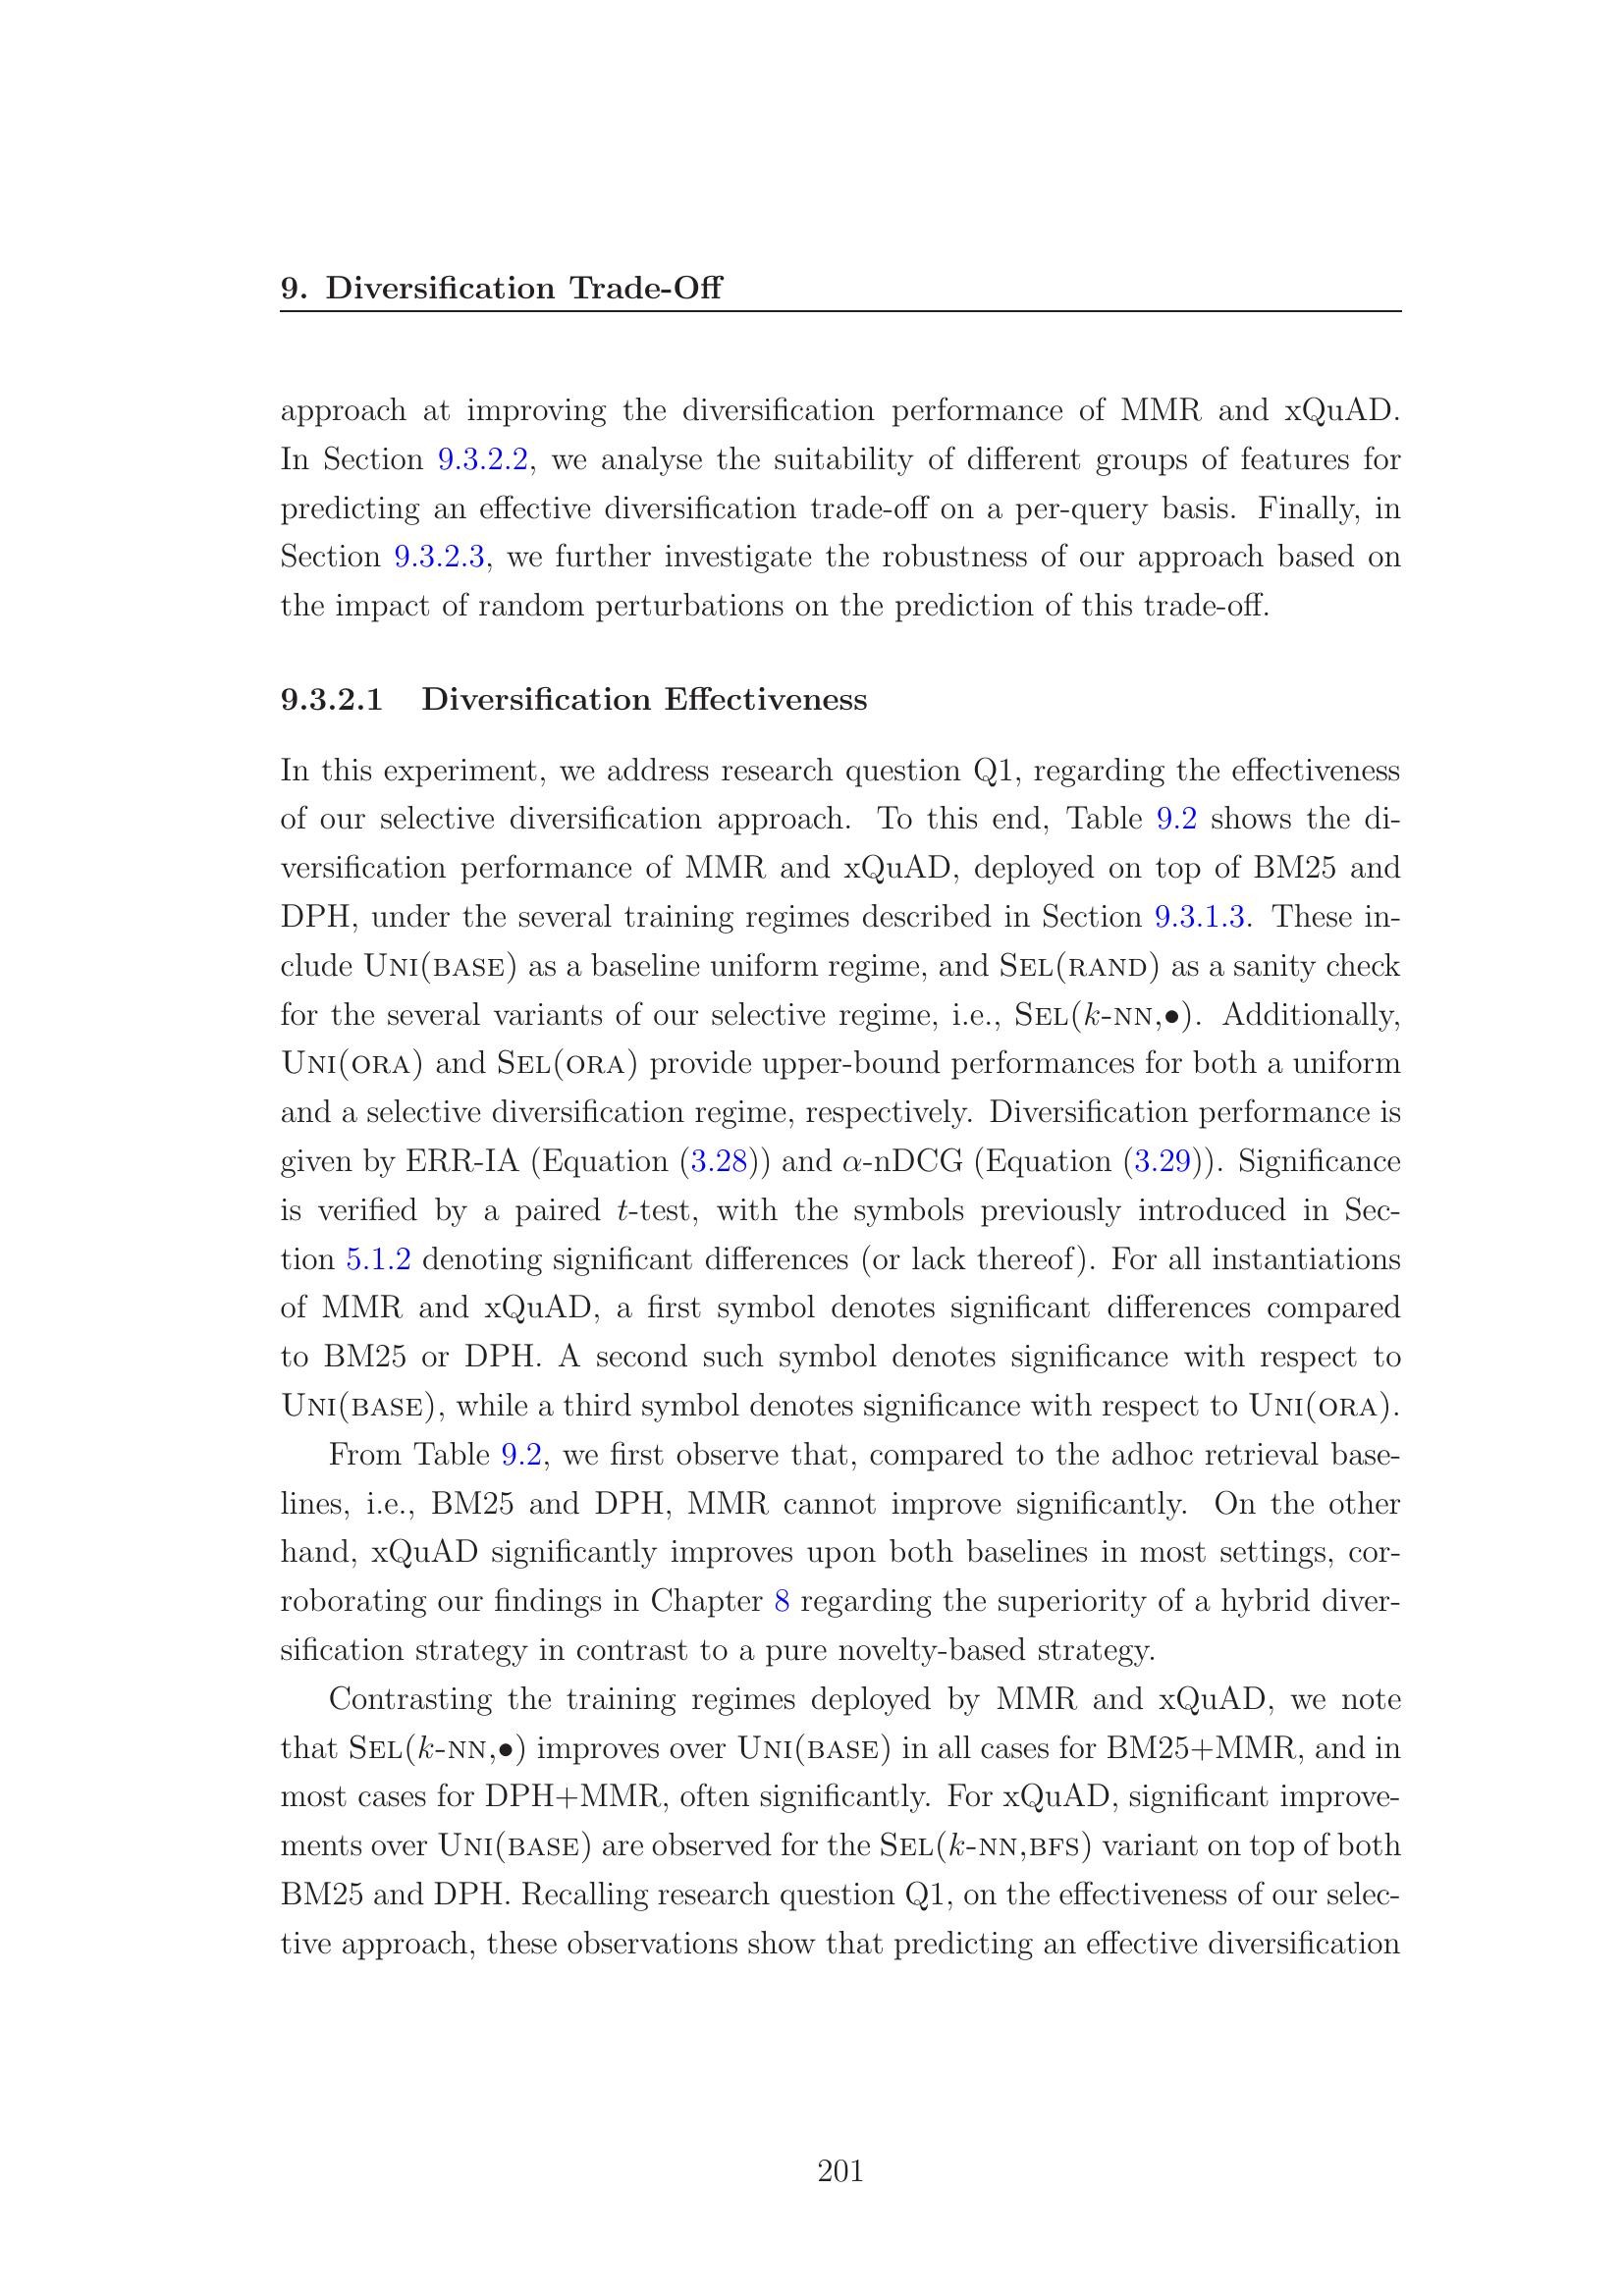 9. Diversification Trade-Off
approach at improving the diversification performance of MMR and xQuAD.
In Section 9.3.2.2, we analyse the suitability of different groups of features for
predicting an effective diversification trade-off on a per-query basis. Finally, in
Section 9.3.2.3, we further investigate the robustness of our approach based on
the impact of random perturbations on the prediction of this trade-off.
9.3.2.1 Diversification Effectiveness
In this experiment, we address research question Q1, regarding the effectiveness
of our selective diversification approach. To this end, Table 9.2 shows the di-
versification performance of MMR and xQuAD, deployed on top of BM25 and
DPH, under the several training regimes described in Section 9.3.1.3. These in-
clude UNI(BASE) as a baseline uniform regime, and SEL(RAND) as a sanity check
for the several variants of our selective regime, i.e., SEL(k-NN,•). Additionally,
UNI(ORA) and SEL(ORA) provide upper-bound performances for both a uniform
and a selective diversification regime, respectively. Diversification performance is
given by ERR-IA (Equation (3.28)) and α-nDCG (Equation (3.29)). Significance
is verified by a paired t-test, with the symbols previously introduced in Sec-
tion 5.1.2 denoting significant differences (or lack thereof). For all instantiations
of MMR and xQuAD, a first symbol denotes significant differences compared
to BM25 or DPH. A second such symbol denotes significance with respect to
UNI(BASE), while a third symbol denotes significance with respect to UNI(ORA).
From Table 9.2, we first observe that, compared to the adhoc retrieval base-
lines, i.e., BM25 and DPH, MMR cannot improve significantly. On the other
hand, xQuAD significantly improves upon both baselines in most settings, cor-
roborating our findings in Chapter 8 regarding the superiority of a hybrid diver-
sification strategy in contrast to a pure novelty-based strategy.
Contrasting the training regimes deployed by MMR and xQuAD, we note
that SEL(k-NN,•) improves over UNI(BASE) in all cases for BM25+MMR, and in
most cases for DPH+MMR, often significantly. For xQuAD, significant improve-
ments over UNI(BASE) are observed for the SEL(k-NN,BFS) variant on top of both
BM25 and DPH. Recalling research question Q1, on the effectiveness of our selec-
tive approach, these observations show that predicting an effective diversification
201